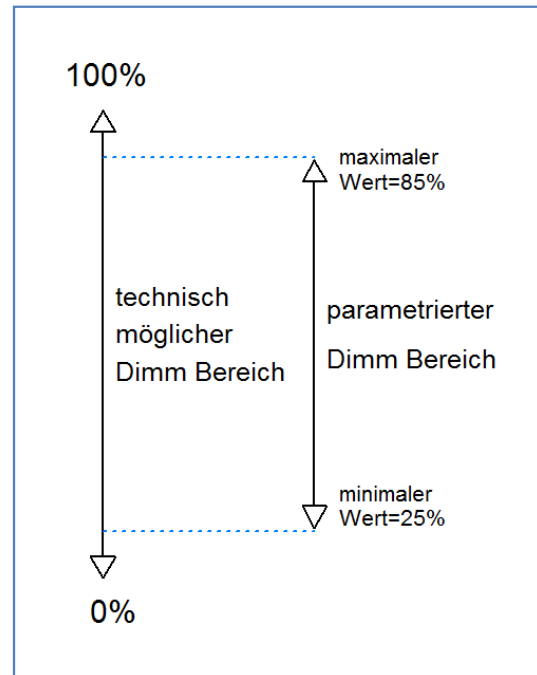 100%
maximaler
Wert=85%
technisch
möglicher
Dimm Bereich
parametrierter
Dimm Bereich
minimaler
Wert=25%
0%